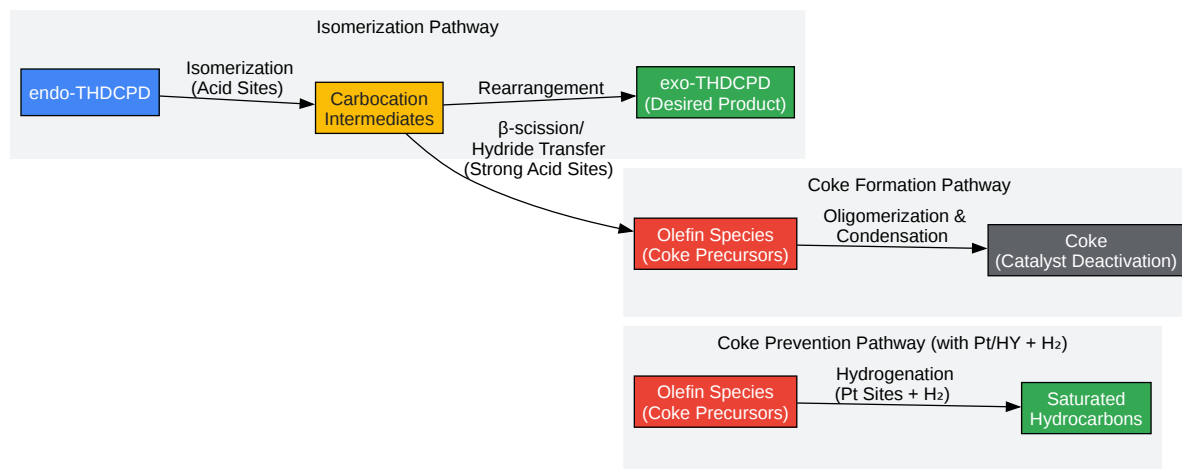 Isomerization Pathway
endo-THDCPD
Isomerization
(Acid Sites)
Carbocation
Intermediates
Rearrangement
exo-THDCPD
(Desired Product)
β-scission/
Hydride Transfer
(Strong Acid Sites)
Coke Formation Pathway
Olefin Species
(Coke Precursors)
Oligomerization &
Condensation
Coke
(Catalyst Deactivation)
Coke Prevention Pathway (with Pt/HY + H₂)
Olefin Species
(Coke Precursors)
Hydrogenation
(Pt Sites + H₂)
Saturated
Hydrocarbons